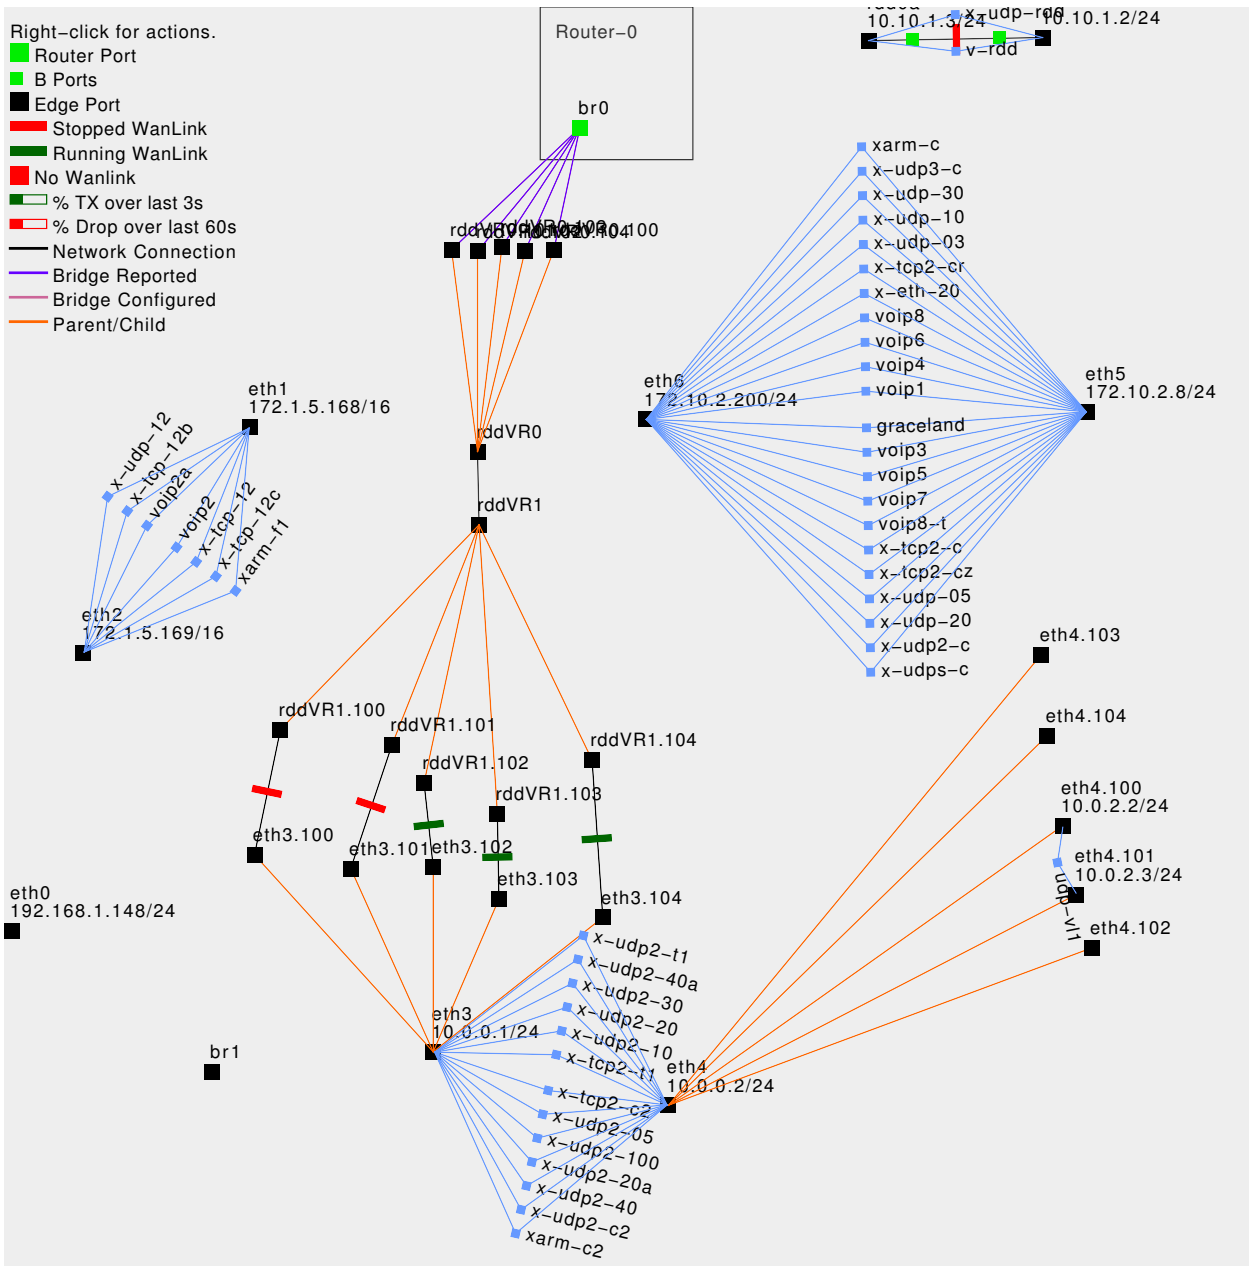 Right-click for actions.
Router Port
B Ports
Edge Port
Stopped WanLink
Running WanLink
No Wanlink
% TX over last 3s
% Drop over last 60s
Network Connection
Bridge Reported
Bridge Configured
Parent/Child
Router-0
br0
10.10.1.3/24
x-udp-rdd
10.10.1.2/24
v-rdd
xarm-c
x-udp3-c
x-udp-30
x-udp-10
x-udp-03
x-tcp2-cr
x-eth-20
voip8
voip6
voip4
voip1
graceland
voip3
voip5
voip7
voip8-t
x-tcp2-c
x-tcp2-cz
x-udp-05
x-udp-20
x-udp2-c
x-udps-c
eth6
172.10.2.200/24
eth5
172.10.2.8/24
eth1
172.1.5.168/16
x-udp-12
x-tcp-12b
voip2a
voip2
x-tcp-12
x-tcp-12c
xarm-f1
eth2
172.1.5.169/16
rddVR0
rddVR1
rddVR1.100
rddVR1.101
rddVR1.102
rddVR1.103
rddVR1.104
eth3.100
eth3.101
eth3.102
eth3.103
eth3.104
eth4.103
eth4.104
eth4.100
10.0.2.2/24
eth4.101
10.0.2.3/24
udp-vl1
eth4.102
eth0
192.168.1.148/24
br1
eth3
10.0.0.1/24
eth4
10.0.0.2/24
x-udp2-t1
x-udp2-40a
x-udp2-30
x-udp2-20
x-udp2-10
x-tcp2-t1
x-tcp2-c2
x-udp2-05
x-udp2-100
x-udp2-20a
x-udp2-40
x-udp2-c2
xarm-c2